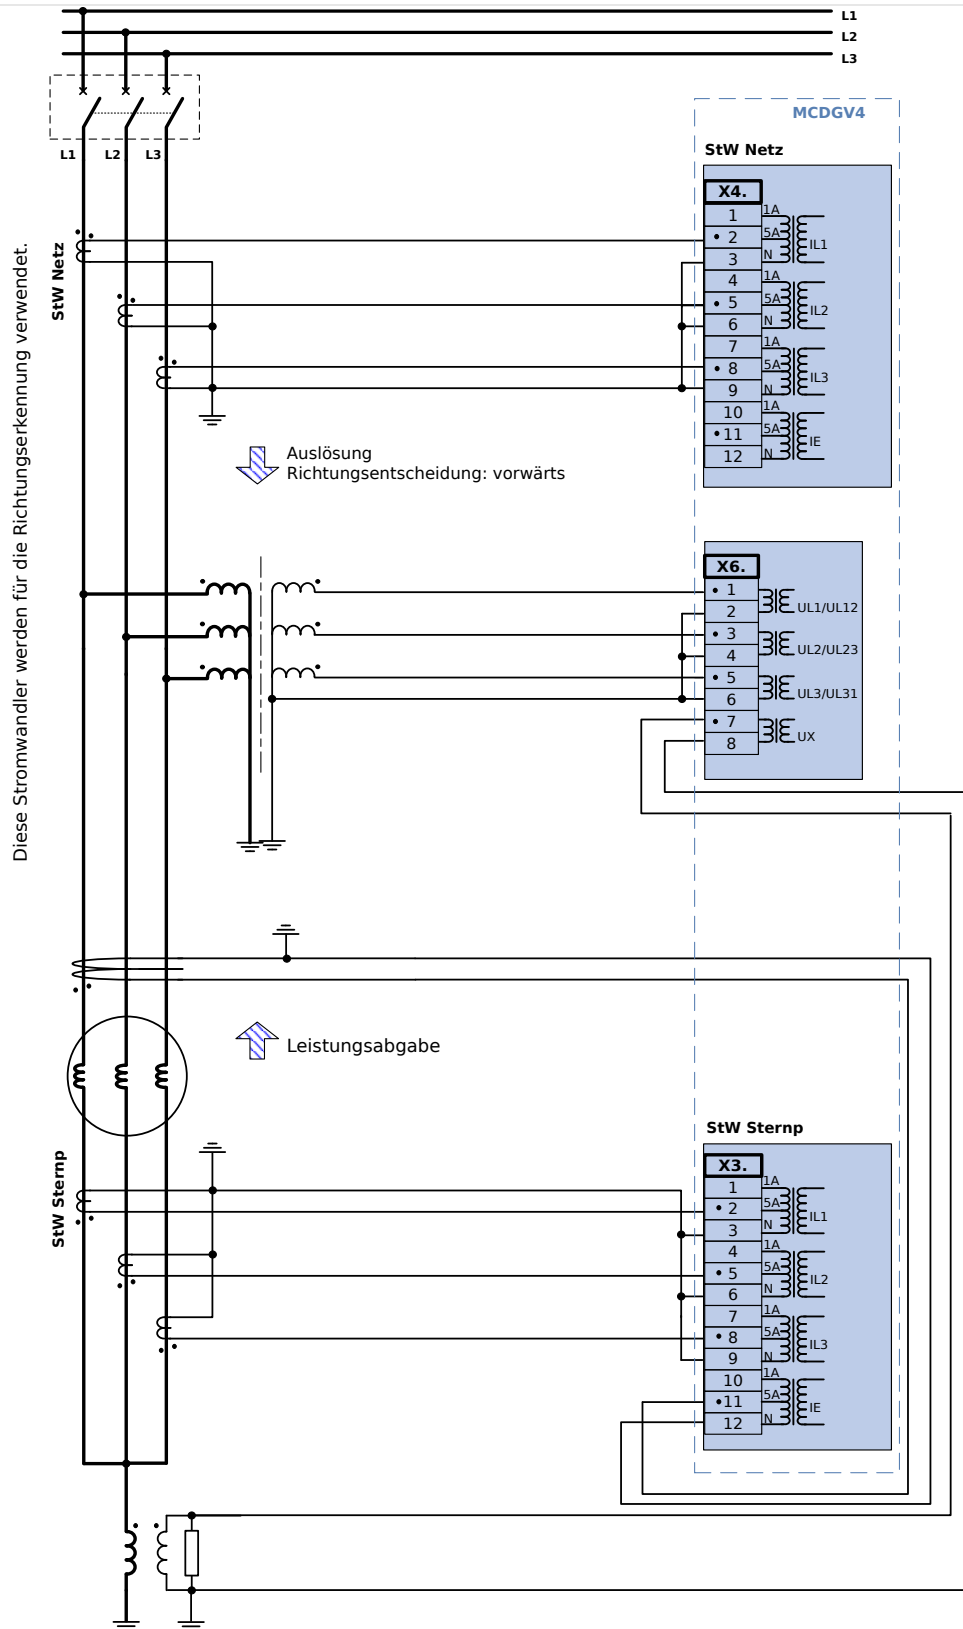 L1
L2
L3
L1
L2
L3
MCDGV4
StW Netz
X4.
1
2
3
4
5
6
7
8
9
10
11
12
1A
5A
N
IL1
1A
5A
N
IL2
1A
5A
N
IL3
1A
5A
N
IE
StW Netz
Diese Stromwandler werden für die Richtungserkennung verwendet.
Auslösung
Richtungsentscheidung: vorwärts
X6.
1
2
3
4
5
6
7
8
UL1/UL12
UL2/UL23
UL3/UL31
UX
Leistungsabgabe
StW Sternp
StW Sternp
X3.
1
2
3
4
5
6
7
8
9
10
11
12
1A
5A
N
IL1
1A
5A
N
IL2
1A
5A
N
IL3
1A
5A
N
IE